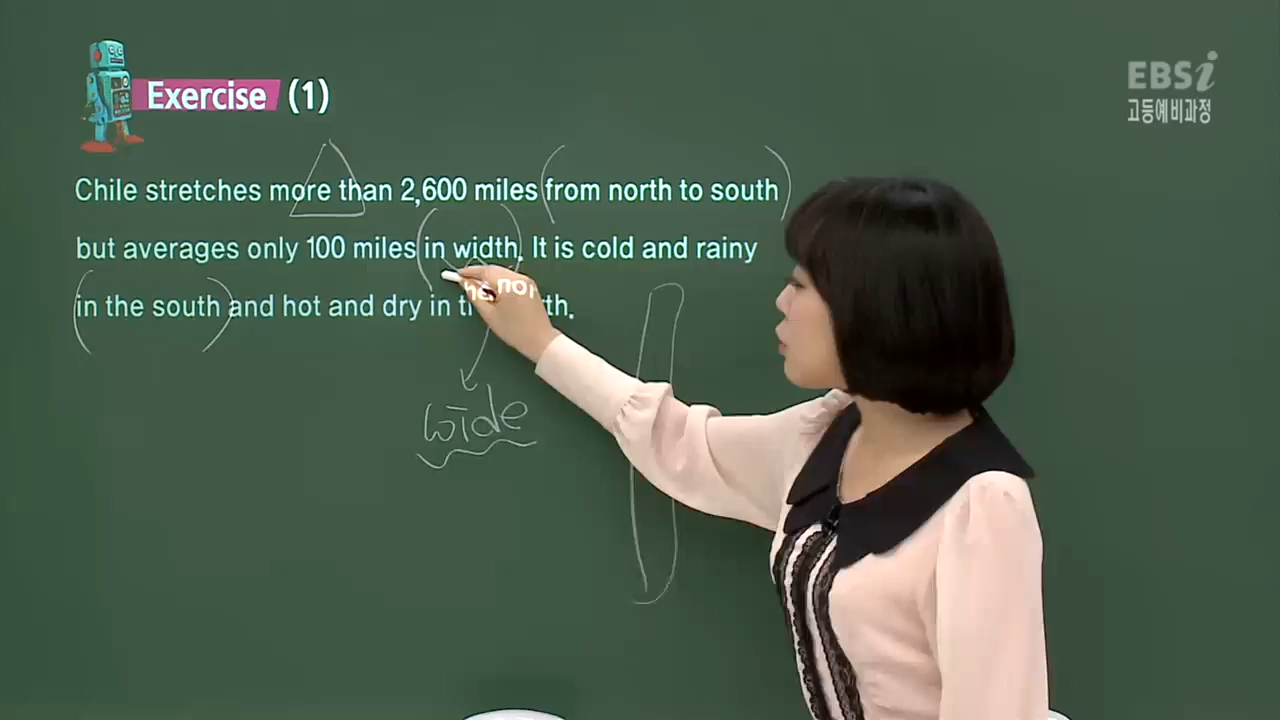 Exercise (1)
EBSi
고등예비과정
Chile stretches more than 2,600 miles from north to south
but averages only 100 miles in width. It is cold and rainy
in the south and hot and dry in
wide